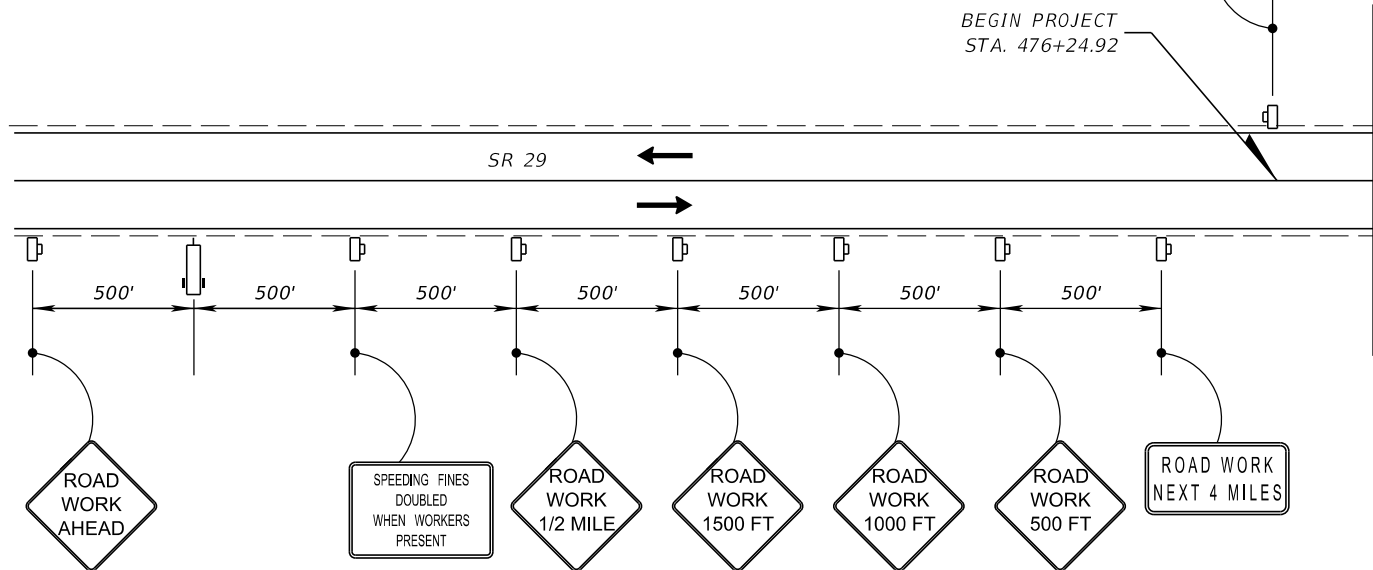 BEGIN PROJECT
STA. 476+24.92
SR 29
500'
500'
500'
500'
500'
500'
500'
ROAD
WORK
AHEAD
SPEEDING FINES
DOUBLED
WHEN WORKERS
PRESENT
ROAD
WORK
1/2 MILE
ROAD
WORK
1500 FT
ROAD
WORK
1000 FT
ROAD
WORK
500 FT
ROAD WORK
NEXT 4 MILES